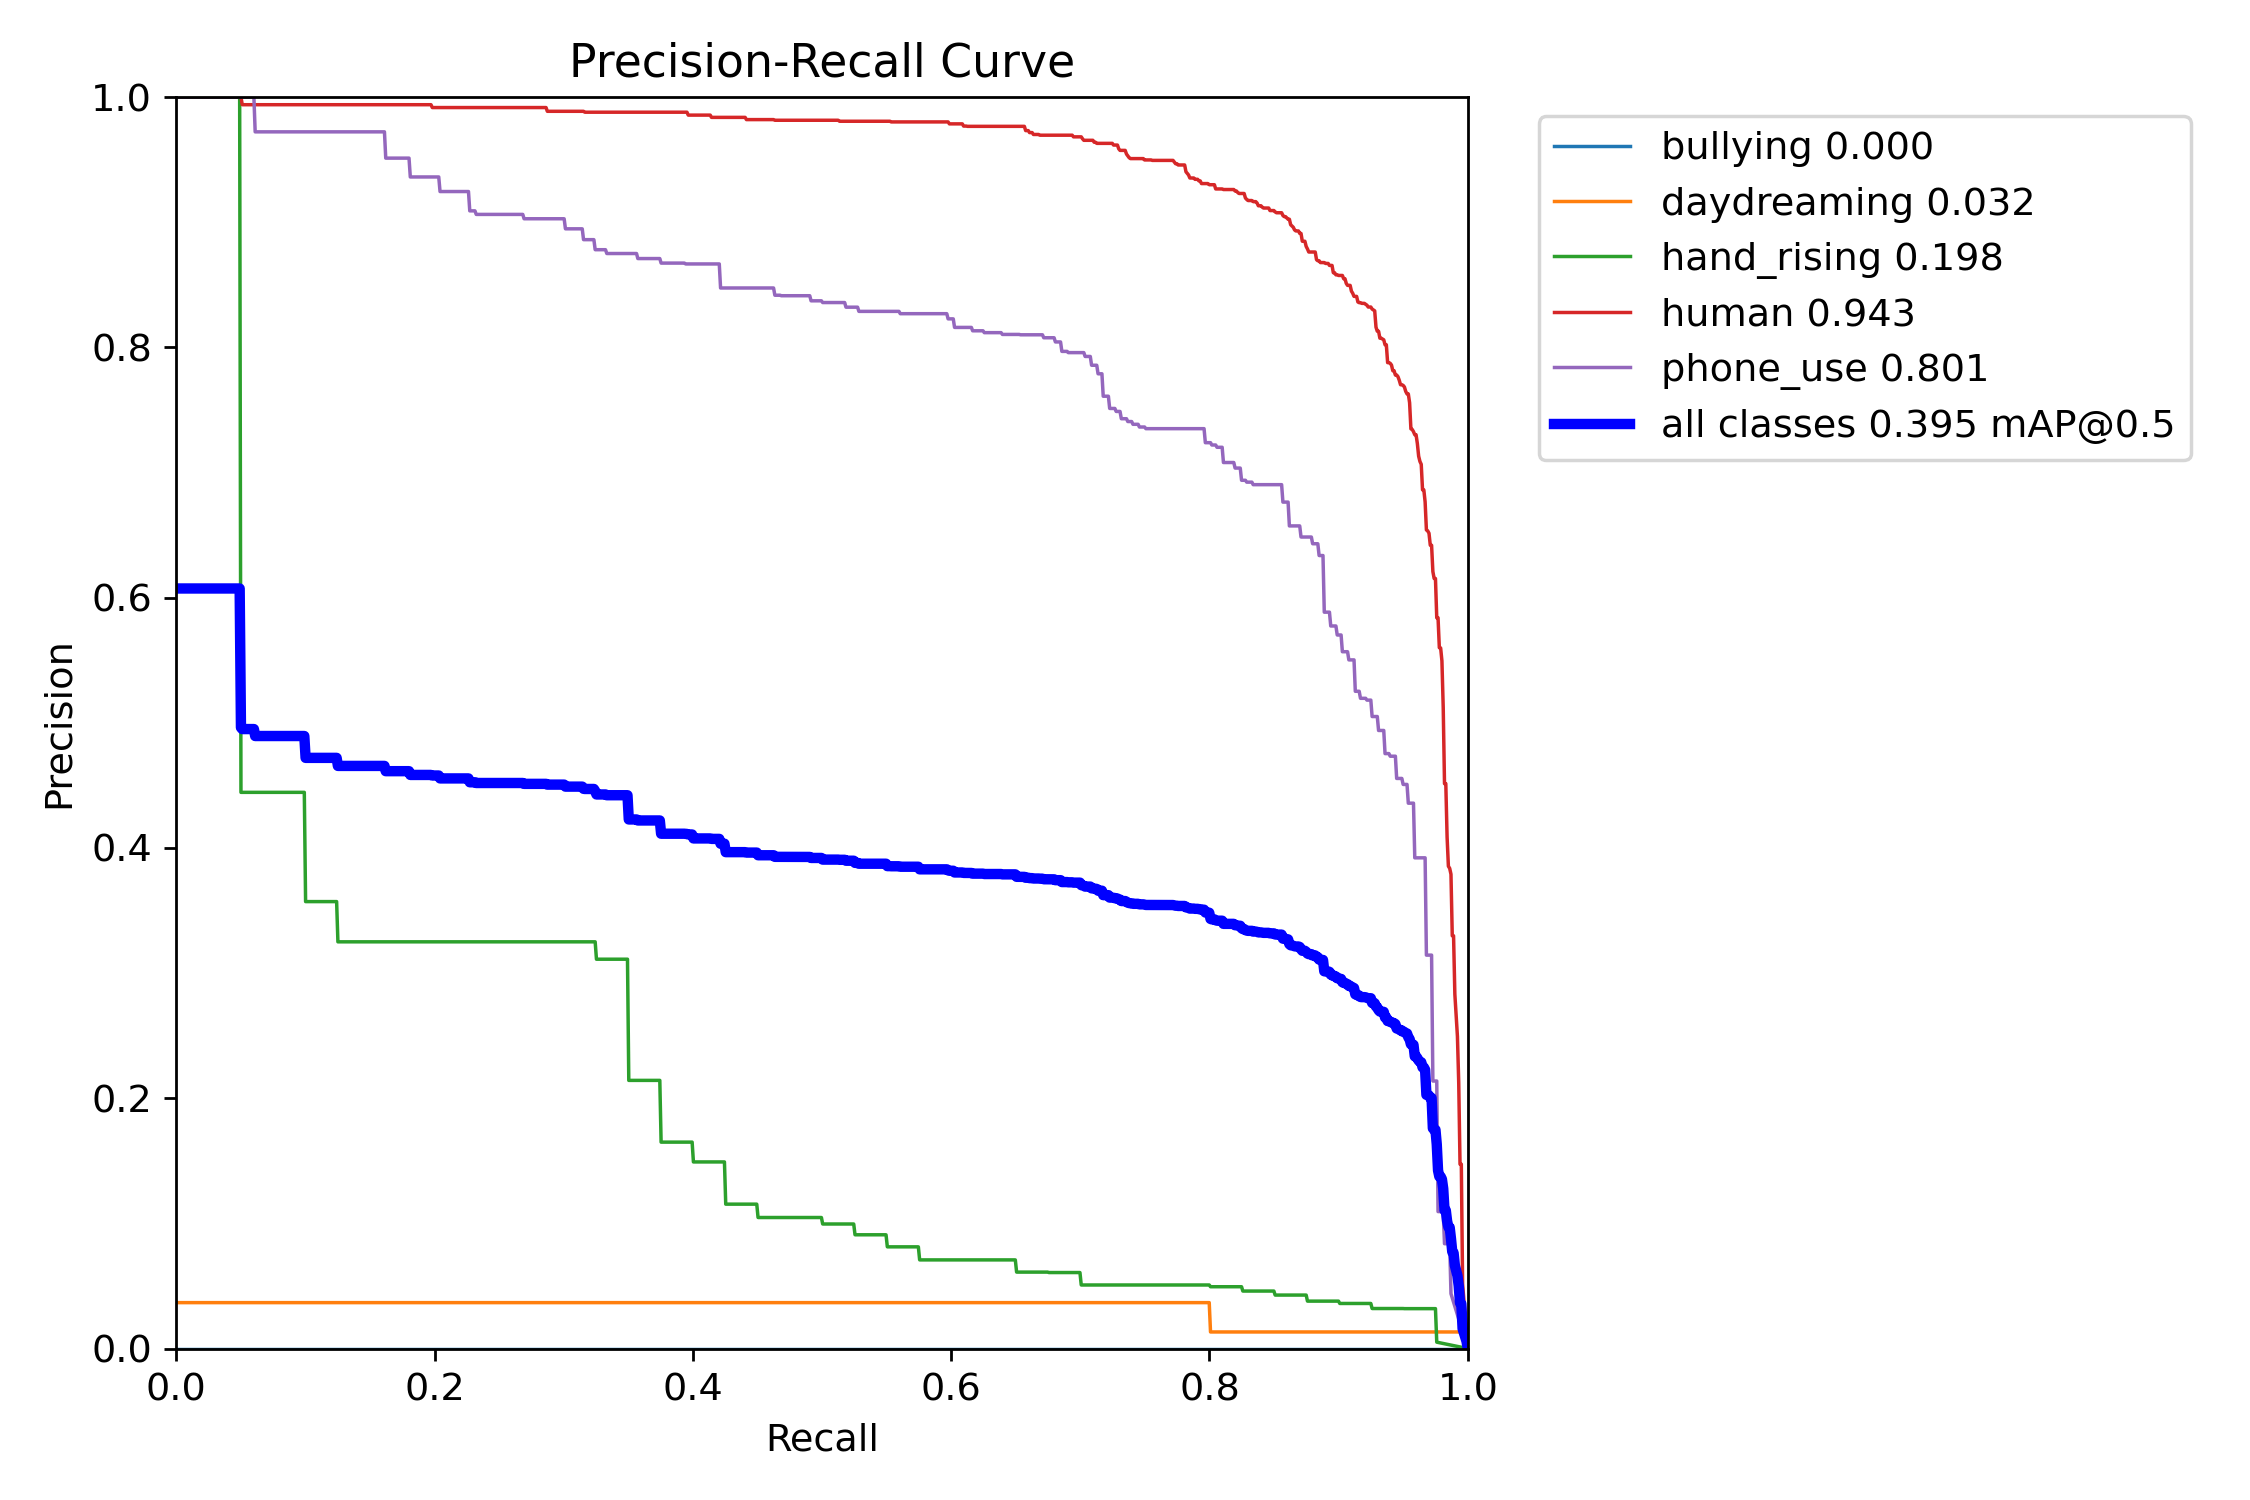 Precision-Recall Curve
1.0
0.8
0.6
0.4
0.2
0.0
Precision
0.0 0.2 0.4 0.6 0.8 1.0
Recall
bullying 0.000
daydreaming 0.032
hand_rising 0.198
human 0.943
phone_use 0.801
all classes 0.395 mAP@0.5